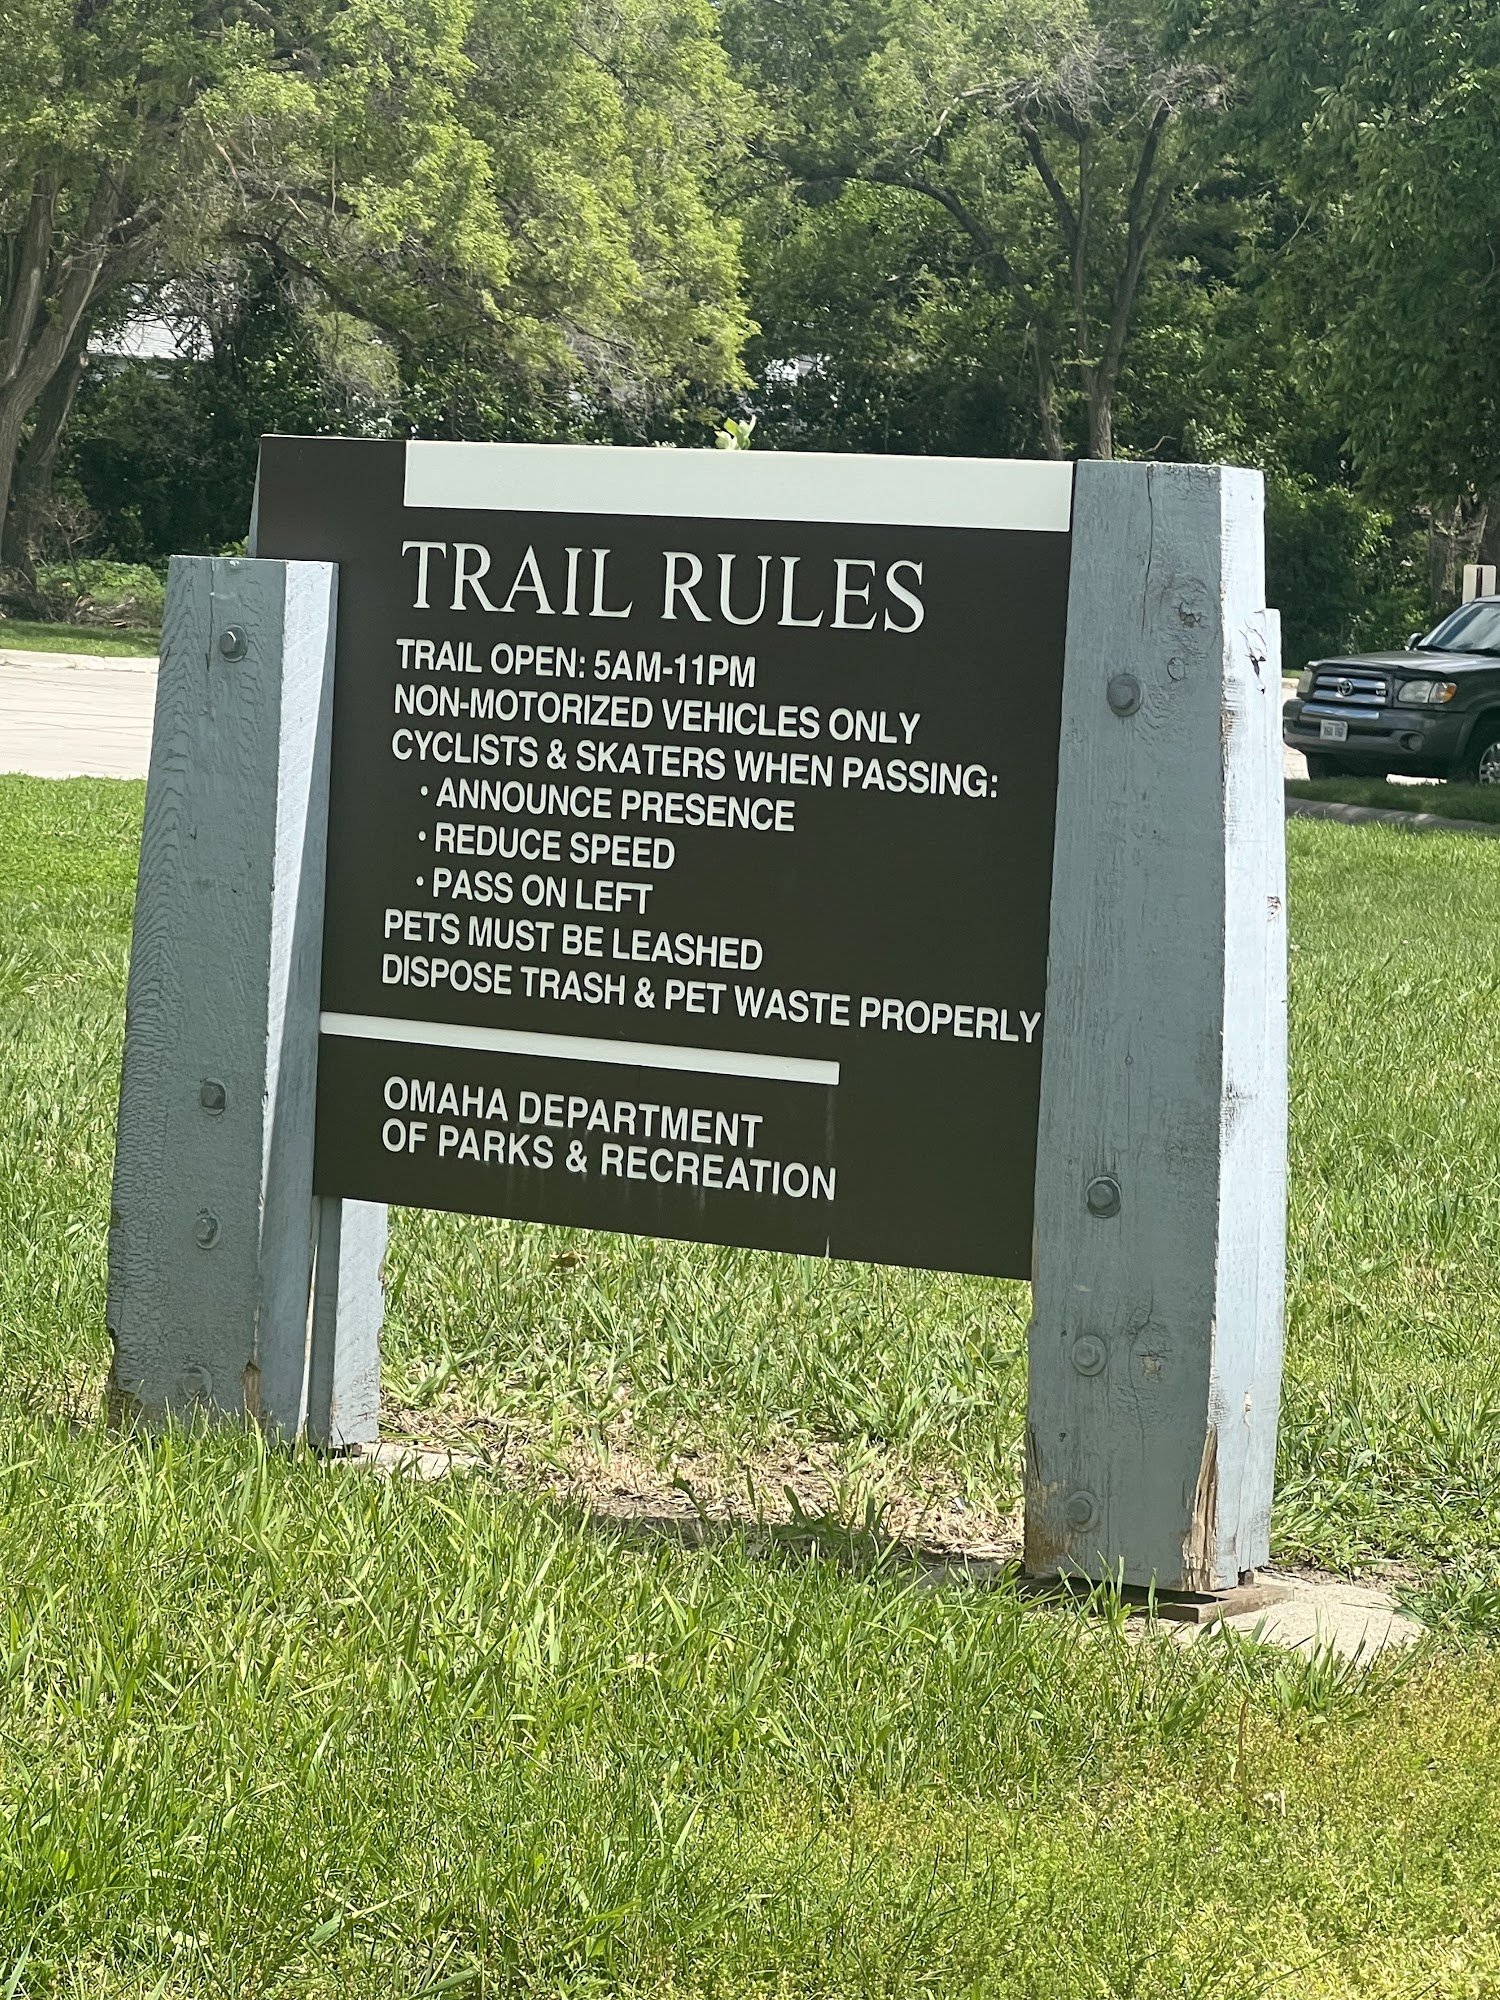 TRAIL RULES
TRAIL OPEN: 5AM-11PM
NON-MOTORIZED VEHICLES ONLY
CYCLISTS & SKATERS WHEN PASSING:
• ANNOUNCE PRESENCE
• REDUCE SPEED
• PASS ON LEFT
PETS MUST BE LEASHED
DISPOSE TRASH & PET WASTE PROPERLY
OMAHA DEPARTMENT
OF PARKS & RECREATION